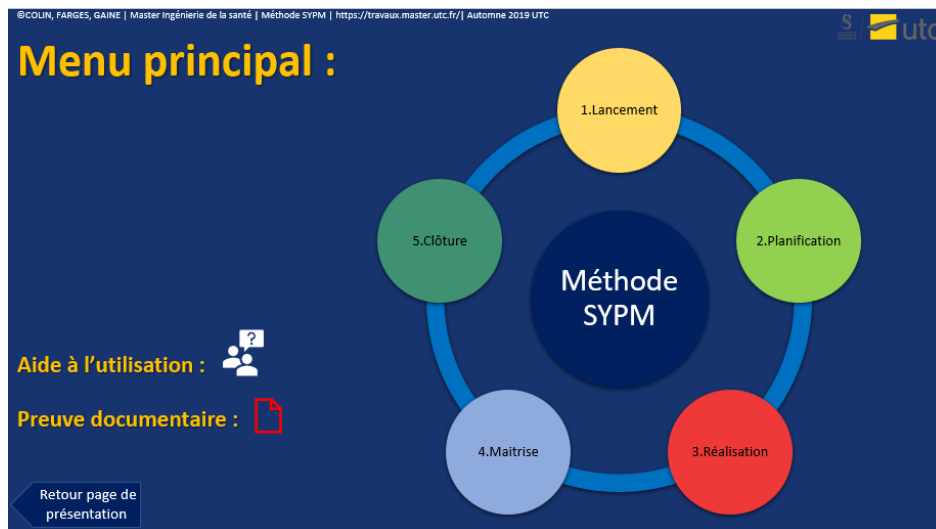 ©COLIN, FARGES, GAINE | Master Ingénierie de la santé | Méthode SYPM | https://travaux.master.utc.fr/| Automne 2019 UTC
utc
Menu principal :
1.Lancement
5.Clôture
2.Planification
Méthode
SYPM
Aide à l'utilisation :
?
Preuve documentaire :
4.Maitrise
3.Réalisation
Retour page de
présentation